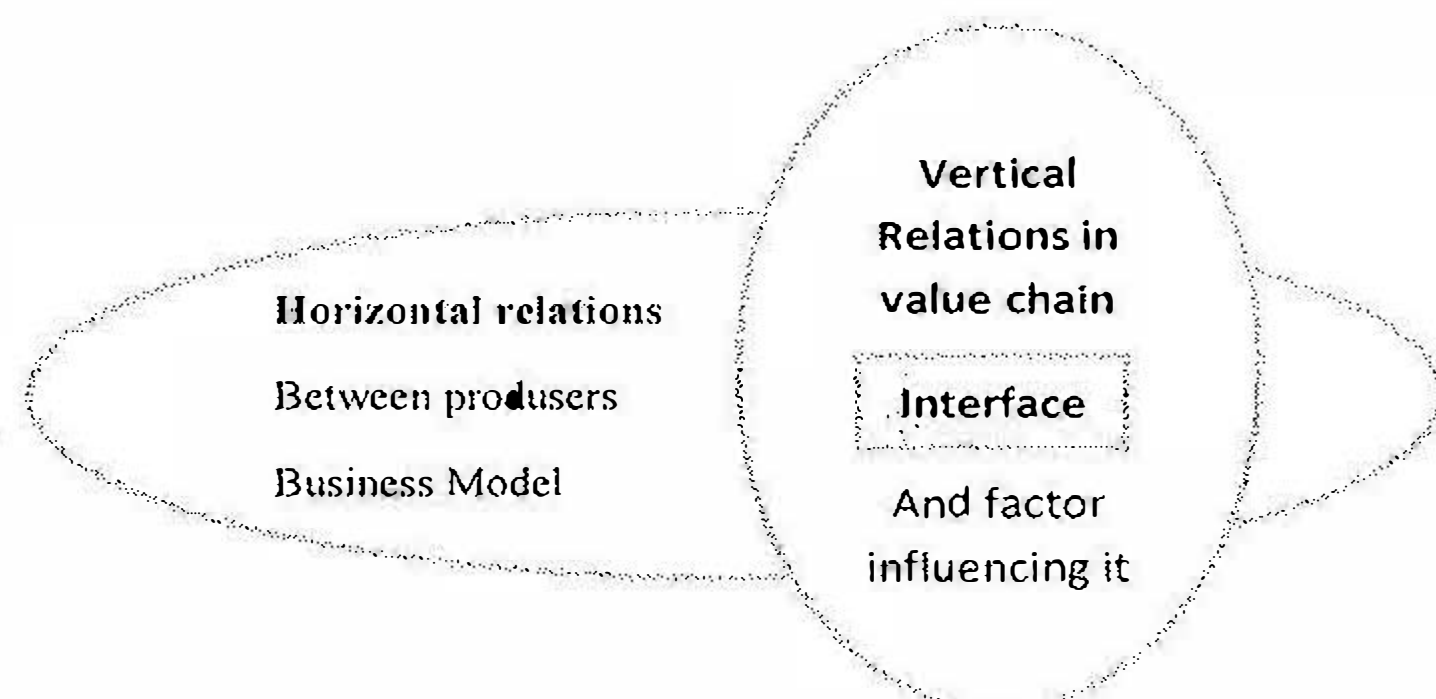 Horizontal relations
Between produsers
Business Model
Vertical
Relations in
value chain
Interface
And factor
influencing it